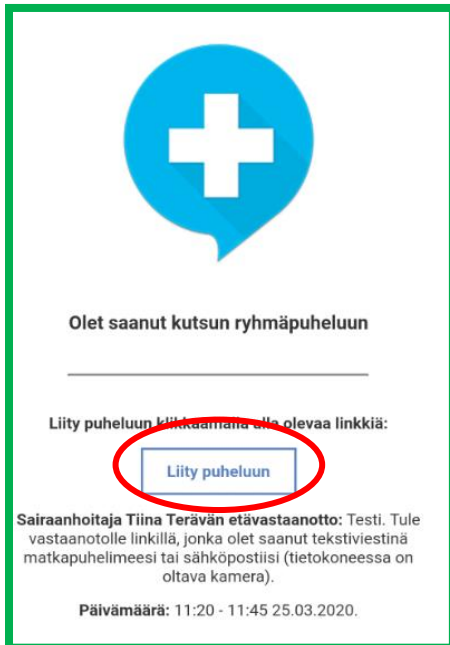 Olet saanut kutsun ryhmäpuheluun
Liity puheluun klikkaamalla alla olevaa linkkiä:
Liity puheluun
Sairaanhoitaja Tiina Terävän etävastaanotto: Testi. Tule
vastaanotolle linkillä, jonka olet saanut tekstiviestinä
matkapuhelimeesi tai sähköpostiisi (tietokoneessa on
oltava kamera).
Päivämäärä: 11:20 - 11:45 25.03.2020.